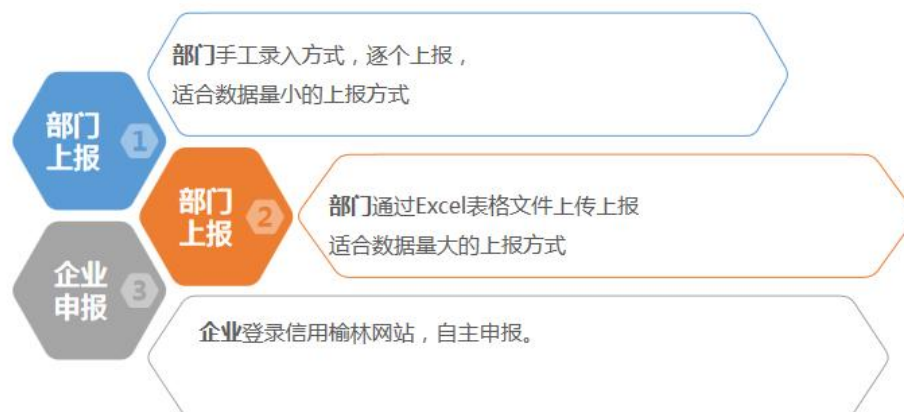 部门
上报
1
部门手工录入方式，逐个上报，
适合数据量小的上报方式
部门
上报
2
部门通过Excel表格文件上传上报
适合数据量大的上报方式
企业
申报
3
企业登录信用榆林网站，自主申报。